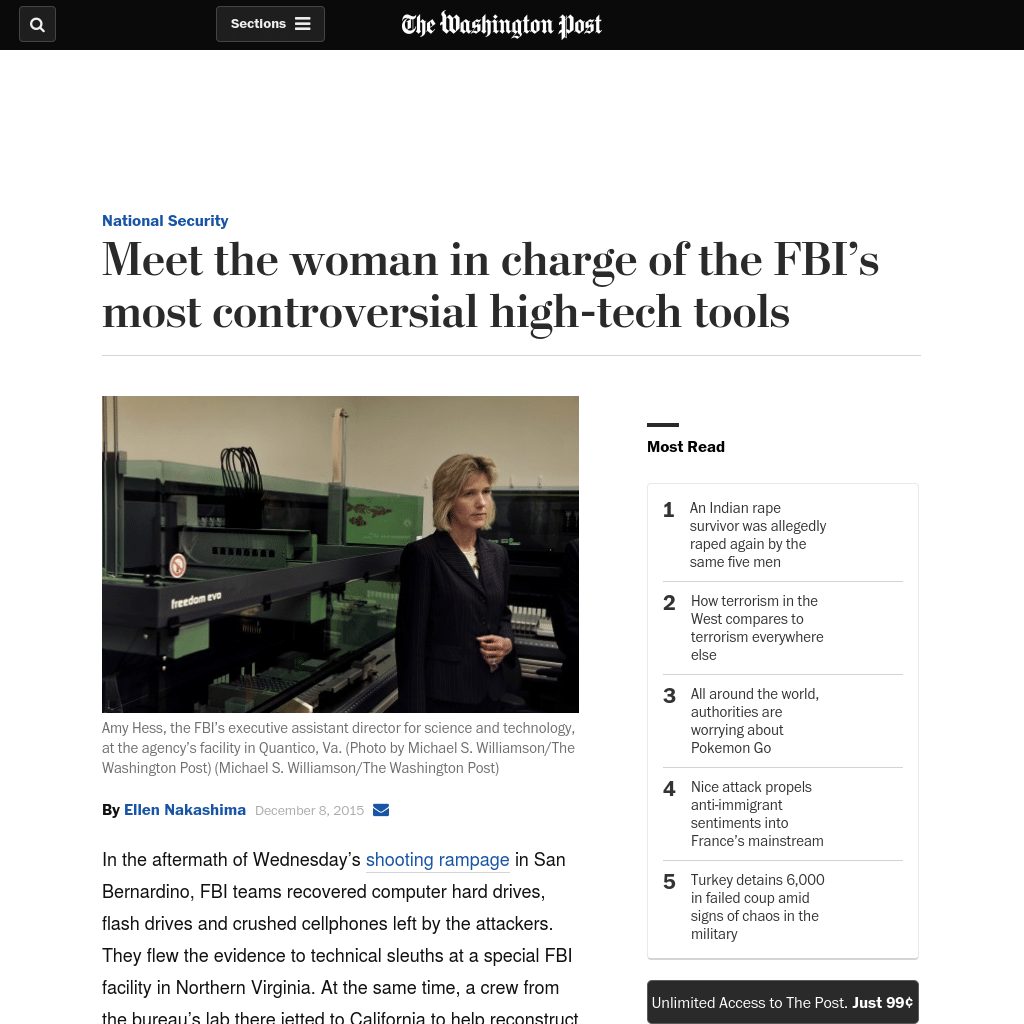 Sections
The Washington Post
National Security
Meet the woman in charge of the FBI’s
most controversial high-tech tools
freedom evo
Amy Hess, the FBI’s executive assistant director for science and technology,
at the agency’s facility in Quantico, Va. (Photo by Michael S. Williamson/The
Washington Post) (Michael S. Williamson/The Washington Post)
By Ellen Nakashima December 8, 2015
In the aftermath of Wednesday’s shooting rampage in San
Bernardino, FBI teams recovered computer hard drives,
flash drives and crushed cellphones left by the attackers.
They flew the evidence to technical sleuths at a special FBI
facility in Northern Virginia. At the same time, a crew from
the bureau’s lab there jetted to California to help reconstruct
Most Read
1 An Indian rape
survivor was allegedly
raped again by the
same five men
2 How terrorism in the
West compares to
terrorism everywhere
else
3 All around the world,
authorities are
worrying about
Pokemon Go
4 Nice attack propels
anti-immigrant
sentiments into
France’s mainstream
5 Turkey detains 6,000
in failed coup amid
signs of chaos in the
military
Unlimited Access to The Post. Just 99¢